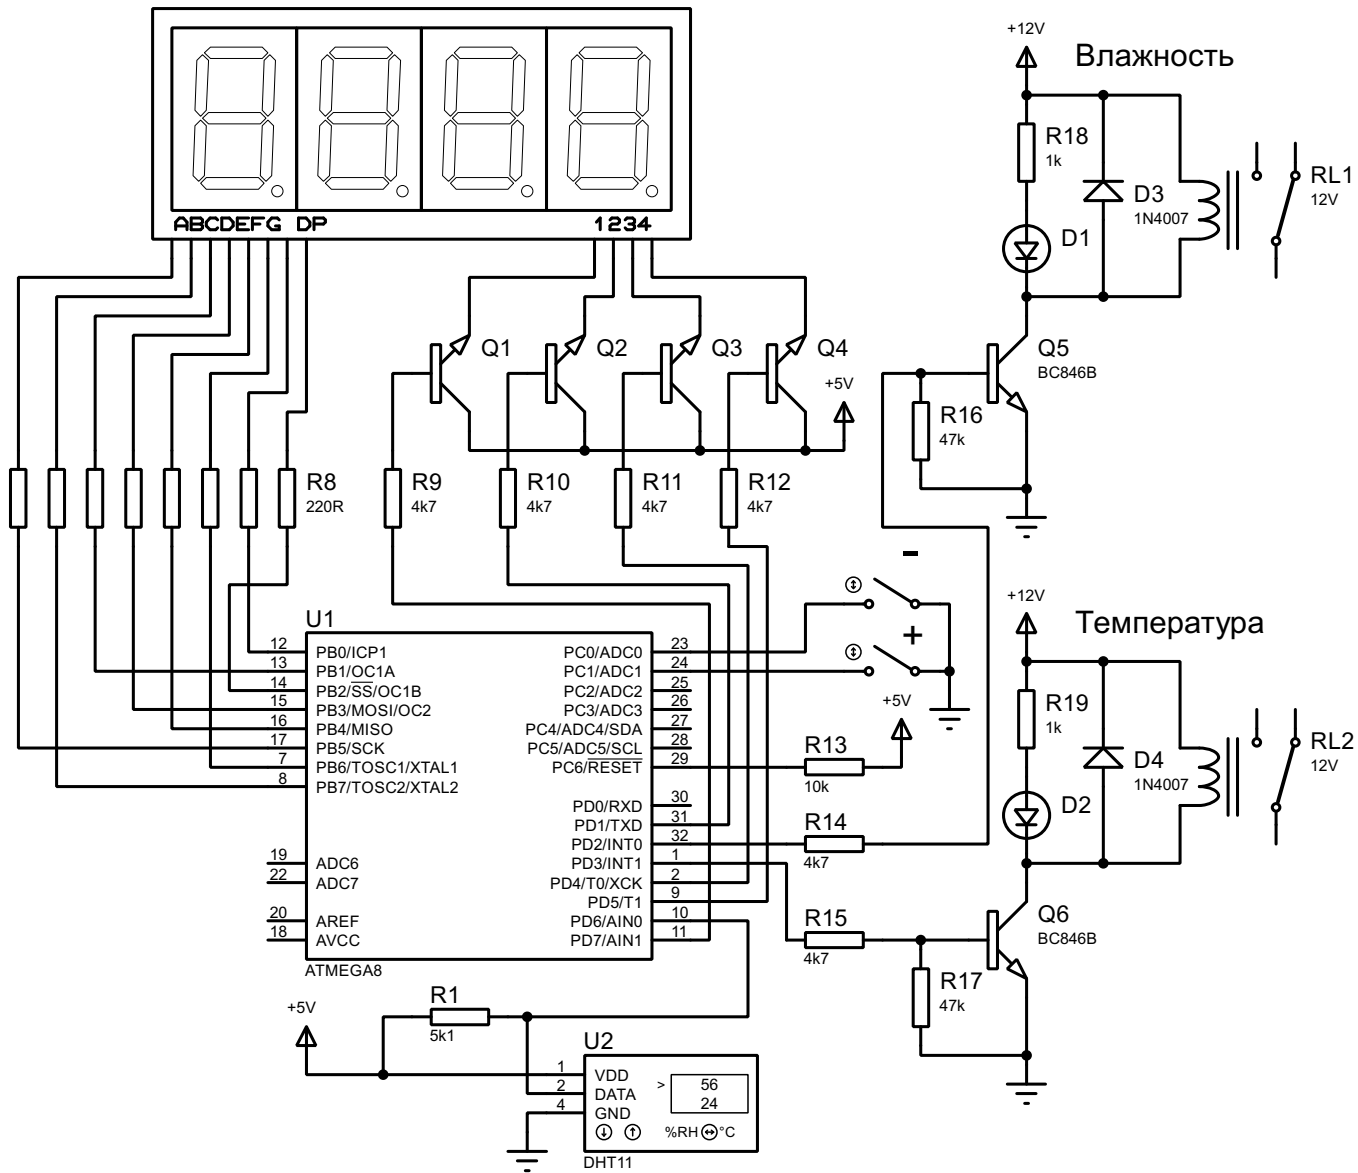 +12V
Влажность
R18
1k
D3
1N4007
RL1
12V
D1
ABCDEFG DP
1234
Q1
Q2
Q3
Q4
+5V
Q5
BC846B
R16
47k
R8
220R
R9
4k7
R10
4k7
R11
4k7
R12
4k7
-
+
+12V
Температура
U1
12 PB0/ICP1
13 PB1/OC1A
14 PB2/SS/OC1B
15 PB3/MOSI/OC2
16 PB4/MISO
17 PB5/SCK
7 PB6/TOSC1/XTAL1
8 PB7/TOSC2/XTAL2
19 ADC6
22 ADC7
20 AREF
18 AVCC
PC0/ADC0 23
PC1/ADC1 24
PC2/ADC2 25
PC3/ADC3 26
PC4/ADC4/SDA 27
PC5/ADC5/SCL 28
PC6/RESET 29
PD0/RXD 30
PD1/TXD 31
PD2/INT0 32
PD3/INT1 1
PD4/T0/XCK 2
PD5/T1 9
PD6/AIN0 10
PD7/AIN1 11
ATMEGA8
+5V
R13
10k
R14
4k7
R15
4k7
R19
1k
D4
1N4007
RL2
12V
D2
Q6
BC846B
R17
47k
+5V
R1
5k1
U2
1 VDD
2 DATA
4 GND
> 56
24
%RH °C
DHT11